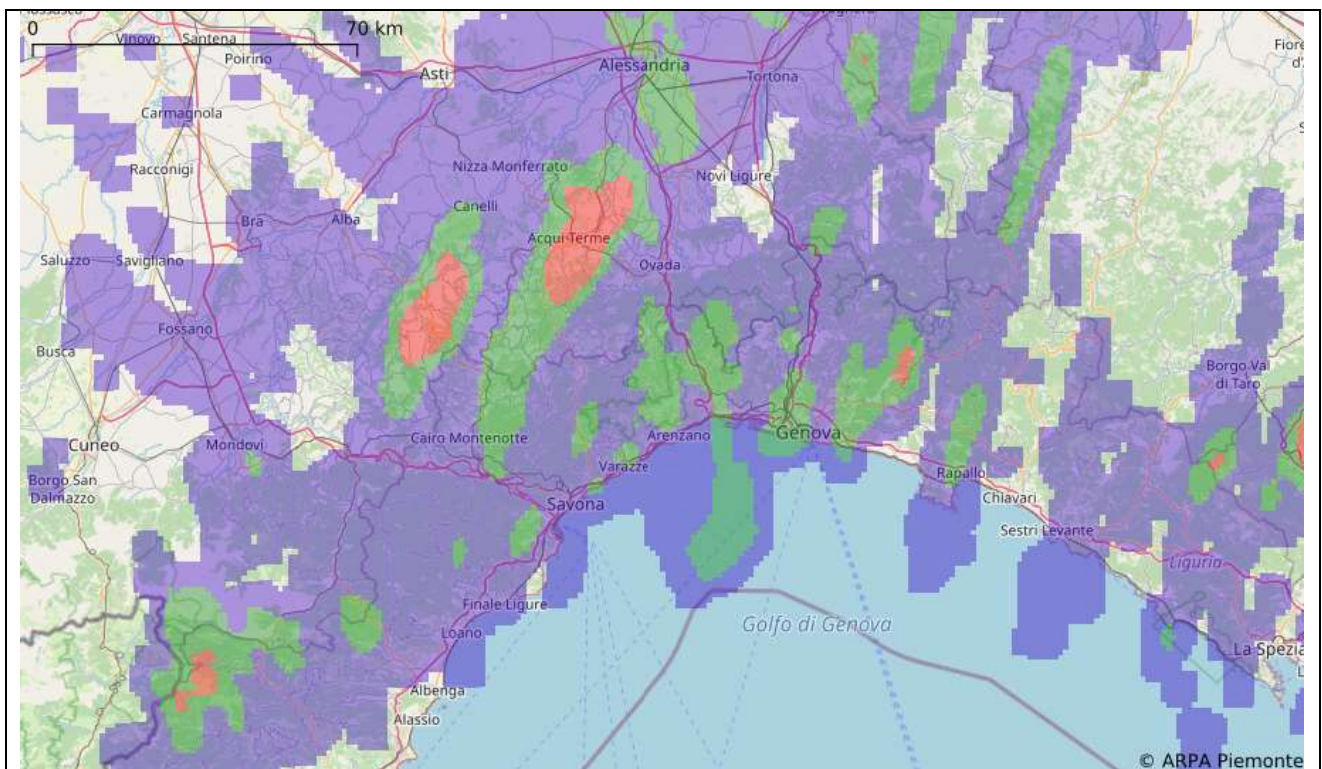 0
70 km
Vinovo
Santena
Poirino
Asti
Alessandria
Tortona
Carmagnola
Racconigi
Nizza Monferrato
Novi Ligure
Canelli
Bra
Alba
Acqui Terme
Saluzzo
Savigliano
Ovada
Fossano
Busca
Borgo Val
di Taro
Cuneo
Mondovì
Cairo Montenotte
Arenzano
Genova
Varazze
Rapallo
Borgo San
Dalmazzo
Chiavari
Savona
Sestri Levante
Liguria
Finale Ligure
Golfo di Genova
Loano
La Spezia
Albenga
Alassio
© ARPA Piemonte